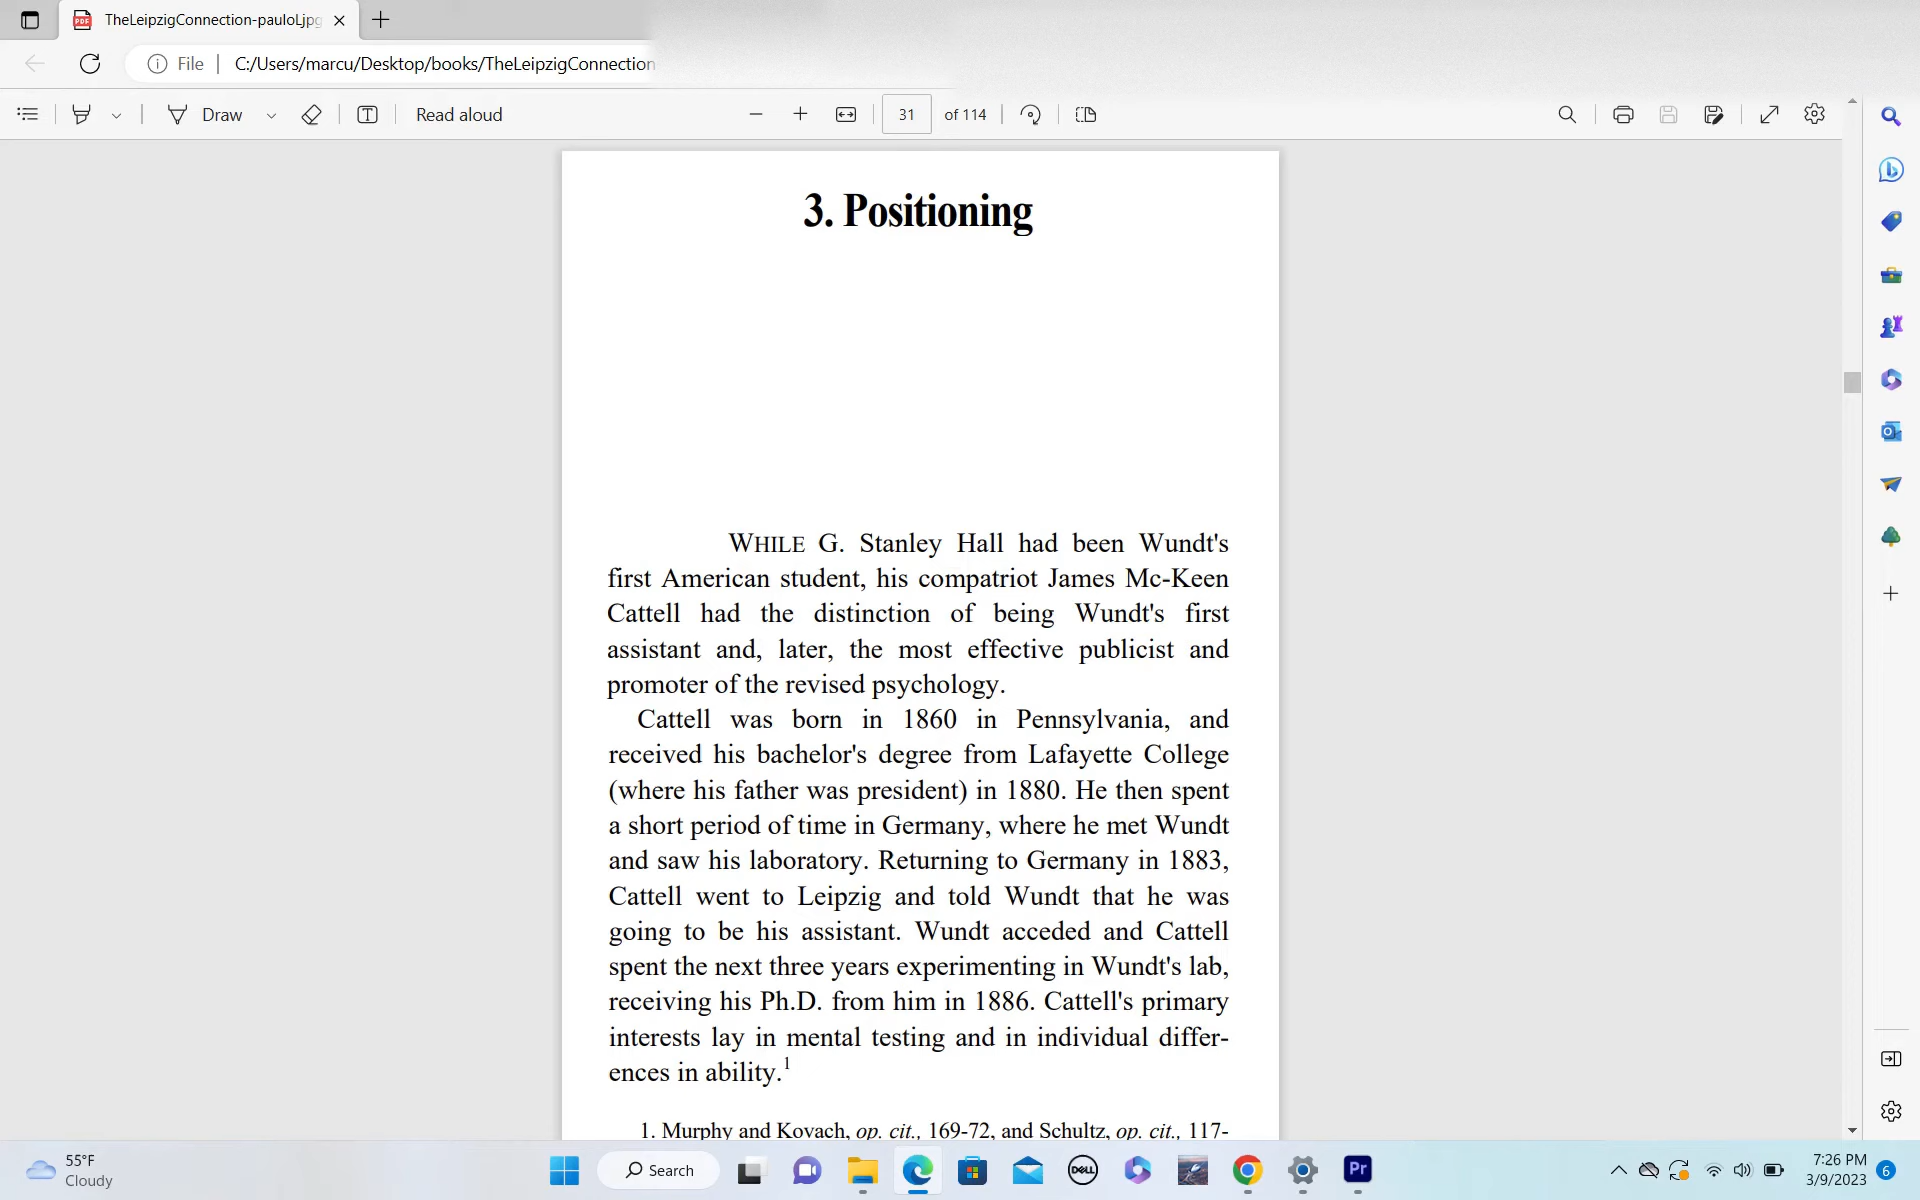 TheLeipzigConnection-pauloLjpg
File
C:/Users/marcu/Desktop/books/TheLeipzigConnection
Draw
Read aloud
31
of 114
3. Positioning
WHILE G. Stanley Hall had been Wundt's
first American student, his compatriot James Mc-Keen
Cattell had the distinction of being Wundt's first
assistant and, later, the most effective publicist and
promoter of the revised psychology.
Cattell was born in 1860 in Pennsylvania, and
received his bachelor's degree from Lafayette College
(where his father was president) in 1880. He then spent
a short period of time in Germany, where he met Wundt
and saw his laboratory. Returning to Germany in 1883,
Cattell went to Leipzig and told Wundt that he was
going to be his assistant. Wundt acceded and Cattell
spent the next three years experimenting in Wundt's lab,
receiving his Ph.D. from him in 1886. Cattell's primary
interests lay in mental testing and in individual differ-
ences in ability.1
1. Murphy and Kovach, op. cit., 169-72, and Schultz, op. cit., 117-
55°F
Cloudy
Search
DELL
Pr
7:26 PM
3/9/2023
6